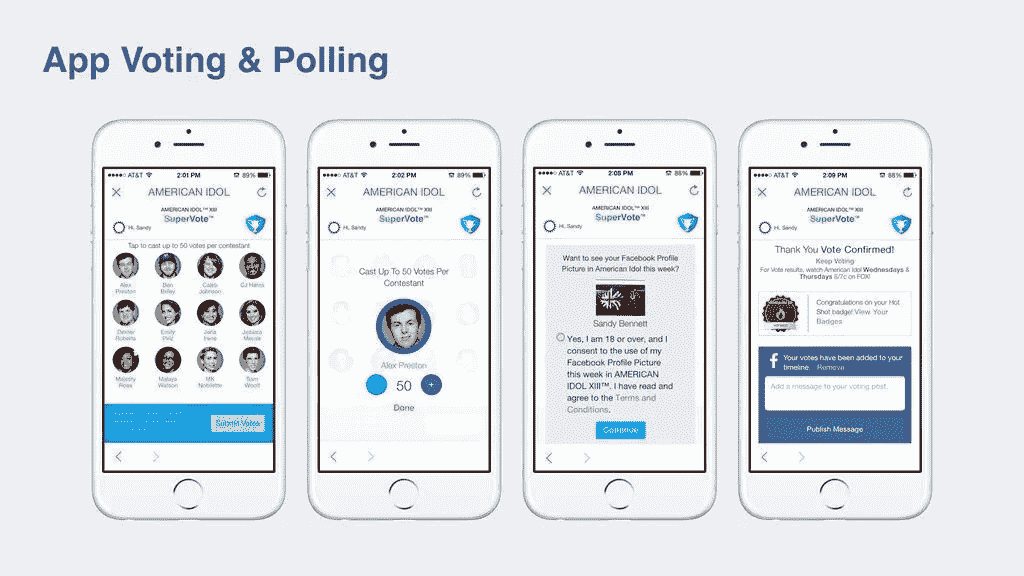 App Voting & Polling
AT&T 2:01 PM 89%
AMERICAN IDOL
AMERICAN IDOL™ XIII
SuperVote™
Hi, Sandy
Tap to cast up to 50 votes per contestant
Alex Preston
Ben Briley
Caleb Johnson
CJ Harris
Dexter Roberts
Emily Piriz
Jena Irene
Jessica Meuse
Majesty Rose
Malaya Watson
MK Nobilette
Sam Woolf
Submit Votes
AT&T 2:02 PM 89%
AMERICAN IDOL
AMERICAN IDOL™ XIII
SuperVote™
Hi, Sandy
Cast Up To 50 Votes Per
Contestant
Alex Preston
50 +
Done
AT&T 2:08 PM 88%
AMERICAN IDOL
AMERICAN IDOL™ XIII
SuperVote™
Hi, Sandy
Want to see your Facebook Profile
Picture in American Idol this week?
Sandy Bennett
Yes, I am 18 or over, and I
consent to the use of my
Facebook Profile Picture
this week in AMERICAN
IDOL XIII™. I have read and
agree to the Terms and
Conditions.
Continue
AT&T 2:09 PM 88%
AMERICAN IDOL
AMERICAN IDOL™ XIII
SuperVote™
Hi, Sandy
Thank You Vote Confirmed!
Keep Voting
For Vote results, watch American Idol Wednesdays &
Thursdays 8/7c on FOX!
Congratulations on your Hot
Shot badge! View Your
Badges
f Your votes have been added to your
timeline. Remove
Add a message to your voting post.
Publish Message